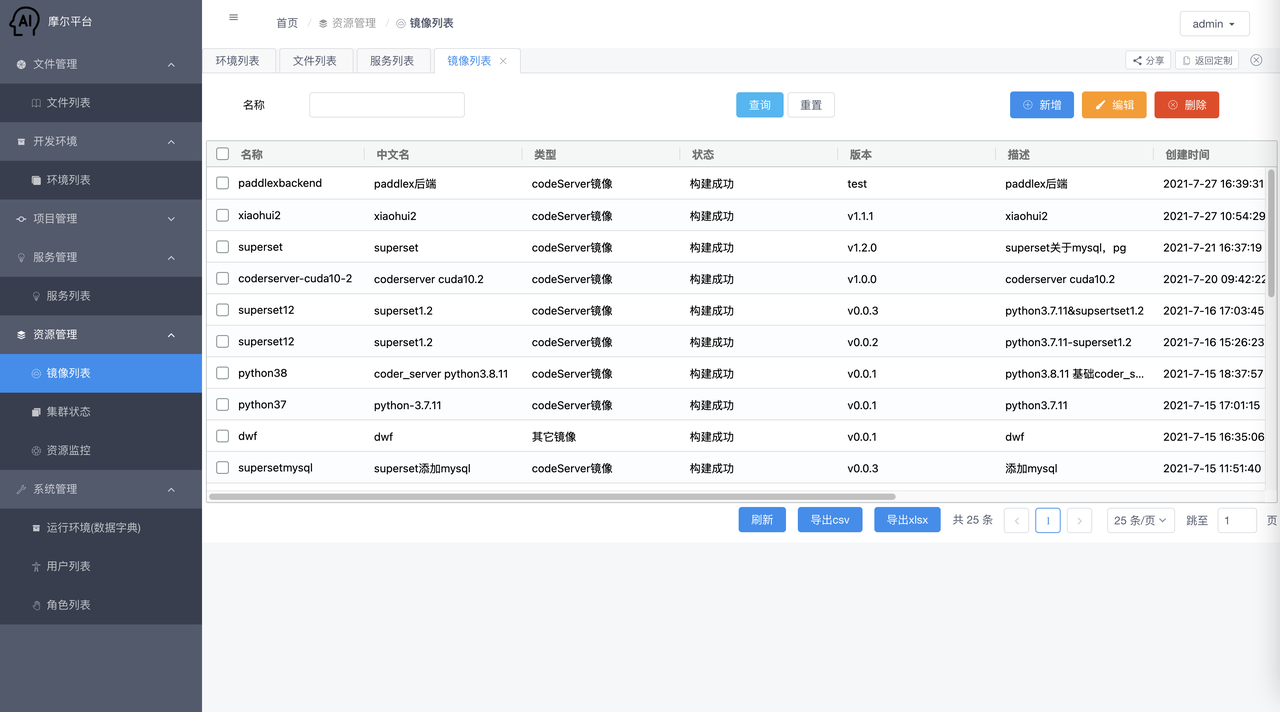 AI 摩尔平台
首页 / 资源管理 / 镜像列表
admin
文件管理
文件列表
开发环境
环境列表
项目管理
服务管理
服务列表
资源管理
镜像列表
集群状态
资源监控
系统管理
运行环境(数据字典)
用户列表
角色列表
环境列表 文件列表 服务列表 镜像列表 分享 返回定制
名称 查询 重置 新增 编辑 删除
名称 中文名 类型 状态 版本 描述 创建时间
paddlexbackend paddlex后端 codeServer镜像 构建成功 test paddlex后端 2021-7-27 16:39:31
xiaohui2 xiaohui2 codeServer镜像 构建成功 v1.1.1 xiaohui2 2021-7-27 10:54:29
superset superset codeServer镜像 构建成功 v1.2.0 superset关于mysql，pg 2021-7-21 16:37:19
coderserver-cuda10-2 coderserver cuda10.2 codeServer镜像 构建成功 v1.0.0 coderserver cuda10.2 2021-7-20 09:42:22
superset12 superset1.2 codeServer镜像 构建成功 v0.0.3 python3.7.11&supsertset1.2 2021-7-16 17:03:45
superset12 superset1.2 codeServer镜像 构建成功 v0.0.2 python3.7.11-superset1.2 2021-7-16 15:26:23
python38 coder_server python3.8.11 codeServer镜像 构建成功 v0.0.1 python3.8.11 基础coder_s... 2021-7-15 18:37:57
python37 python-3.7.11 codeServer镜像 构建成功 v0.0.1 python3.7.11 2021-7-15 17:01:15
dwf dwf 其它镜像 构建成功 v0.0.1 dwf 2021-7-15 16:35:06
supersetmysql superset添加mysql codeServer镜像 构建成功 v0.0.3 添加mysql 2021-7-15 11:51:40
刷新 导出csv 导出xlsx 共 25 条 1 25 条/页 跳至 1 页